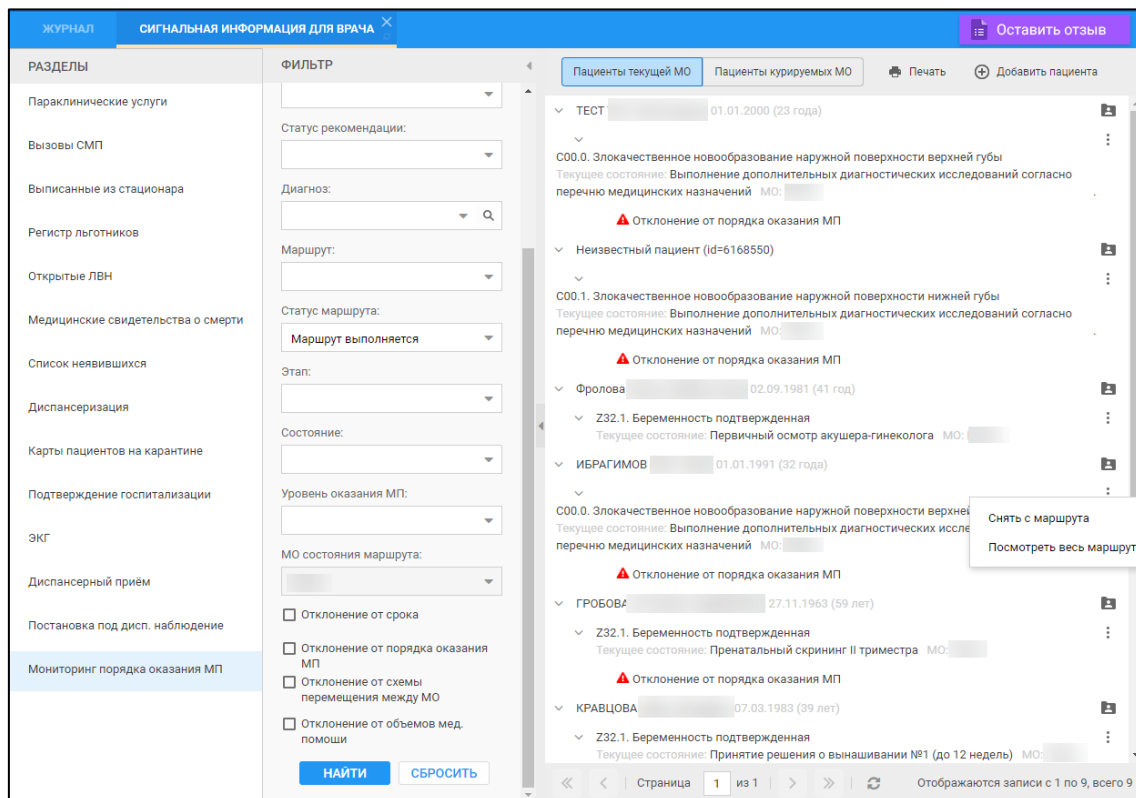 ЖУРНАЛ
СИГНАЛЬНАЯ ИНФОРМАЦИЯ ДЛЯ ВРАЧА
Оставить отзыв
РАЗДЕЛЫ
Параклинические услуги
Вызовы СМП
Выписанные из стационара
Регистр льготников
Открытые ЛВН
Медицинские свидетельства о смерти
Список неявившихся
Диспансеризация
Карты пациентов на карантине
Подтверждение госпитализации
ЭКГ
Диспансерный приём
Постановка под дисп. наблюдение
Мониторинг порядка оказания МП
ФИЛЬТР
Статус рекомендации:
Диагноз:
Маршрут:
Статус маршрута:
Маршрут выполняется
Этап:
Состояние:
Уровень оказания МП:
МО состояния маршрута:
Отклонение от срока
Отклонение от порядка оказания
МП
Отклонение от схемы
перемещения между МО
Отклонение от объемов мед.
помощи
НАЙТИ СБРОСИТЬ
Пациенты текущей МО Пациенты курируемых МО Печать Добавить пациента
ТЕСТ 01.01.2000 (23 года)
C00.0. Злокачественное новообразование наружной поверхности верхней губы
Текущее состояние: Выполнение дополнительных диагностических исследований согласно
перечню медицинских назначений МО:
Отклонение от порядка оказания МП
Неизвестный пациент (id=6168550)
C00.1. Злокачественное новообразование наружной поверхности нижней губы
Текущее состояние: Выполнение дополнительных диагностических исследований согласно
перечню медицинских назначений МО:
Отклонение от порядка оказания МП
Фролова 02.09.1981 (41 год)
Z32.1. Беременность подтвержденная
Текущее состояние: Первичный осмотр акушера-гинеколога МО:
ИБРАГИМОВ 01.01.1991 (32 года)
C00.0. Злокачественное новообразование наружной поверхности верхне
Текущее состояние: Выполнение дополнительных диагностических иссле
перечню медицинских назначений МО:
Снять с маршрута
Посмотреть весь маршрут
Отклонение от порядка оказания МП
ГРОБОВА 27.11.1963 (59 лет)
Z32.1. Беременность подтвержденная
Текущее состояние: Пренатальный скрининг II триместра МО:
Отклонение от порядка оказания МП
КРАВЦОВА 07.03.1983 (39 лет)
Z32.1. Беременность подтвержденная
Текущее состояние: Принятие решения о вынашивании №1 (до 12 недель) МО:
Страница 1 из 1 Отображаются записи с 1 по 9, всего 9